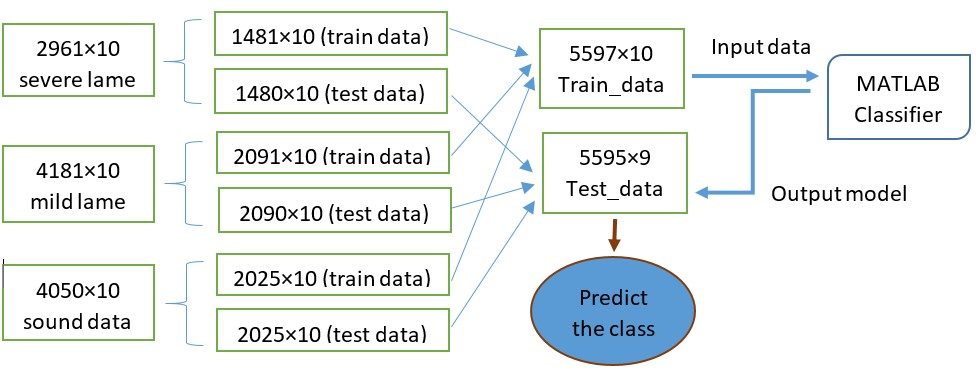 2961×10
severe lame
1481×10 (train data)
1480×10 (test data)
4181×10
mild lame
2091×10 (train data)
2090×10 (test data)
4050×10
sound data
2025×10 (train data)
2025×10 (test data)
5597×10
Train_data
5595×9
Test_data
Predict
the class
Input data
MATLAB
Classifier
Output model